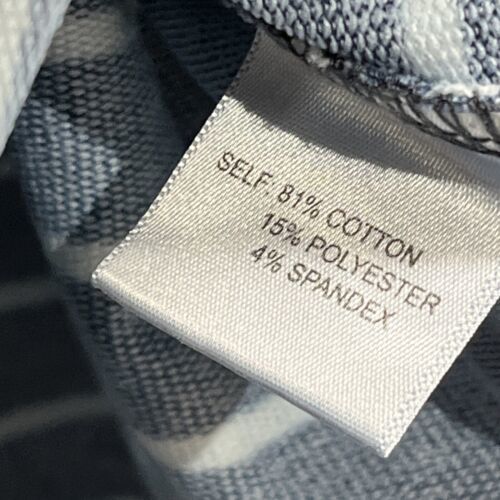 SELF: 81% COTTON
15% POLYESTER
4% SPANDEX